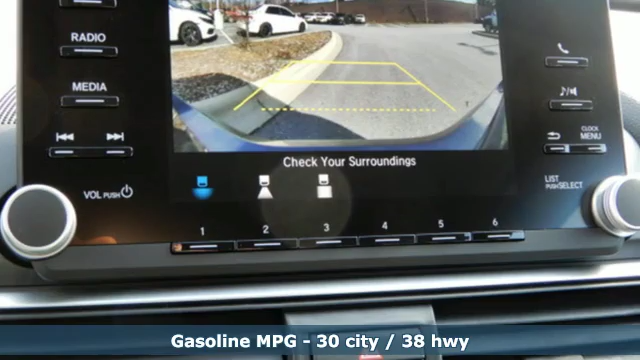 RADIO
MEDIA
VOL PUSH
Check Your Surroundings
CLOCK
MENU
LIST
PUSH SELECT
1 2 3 4 5 6
Gasoline MPG - 30 city / 38 hwy